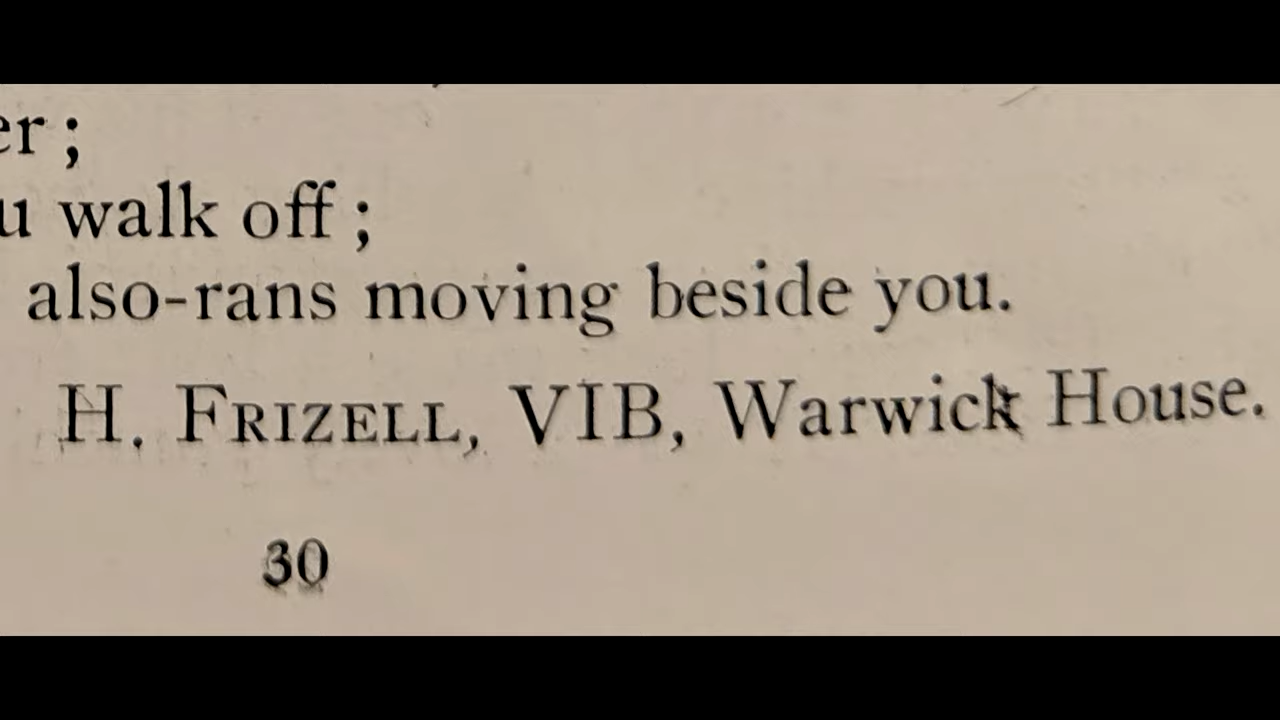 er;
u walk off;
also-rans moving beside you.
H. FRIZELL, VIB, Warwick House.
30